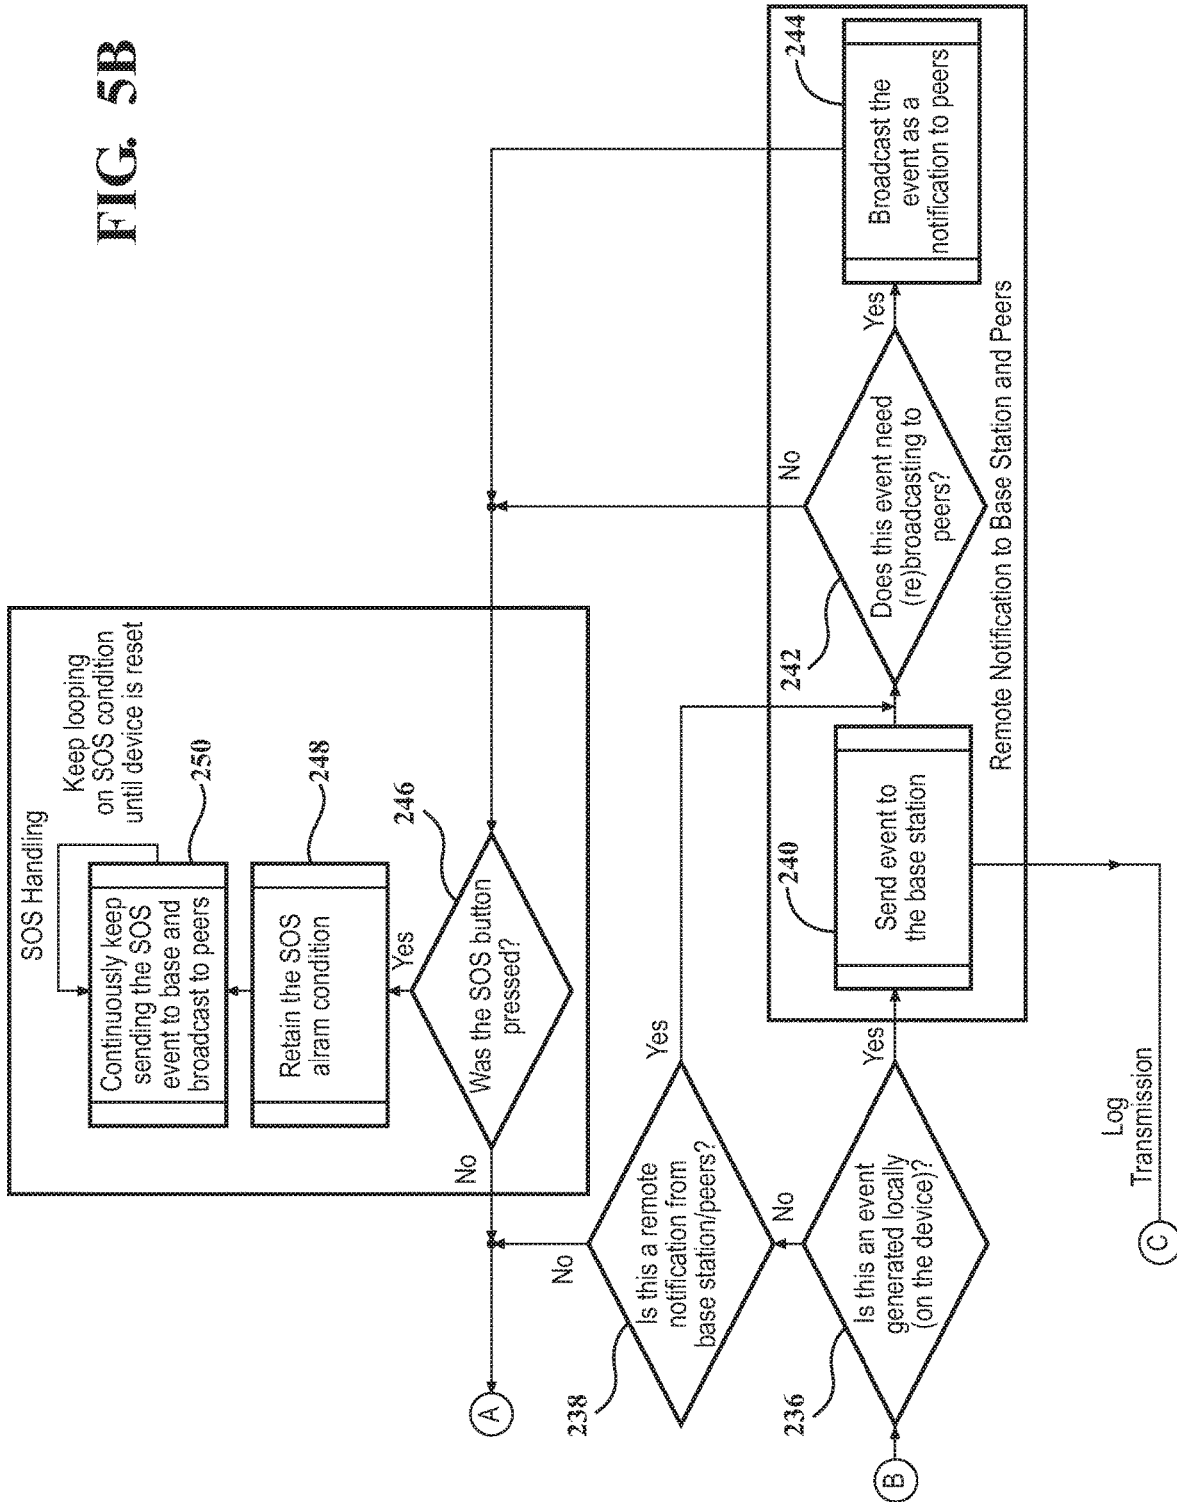 FIG. 5B
SOS Handling
Keep looping
on SOS condition
until device is reset
Continuously keep
sending the SOS
event to base and
broadcast to peers
250
Retain the SOS
alram condition
248
Yes
Was the SOS button
pressed?
246
No
A
No
Is this a remote
notification from
base station/peers?
238
Yes
No
Is this an event
generated locally
(on the device)?
236
B
Yes
Send event to
the base station
240
Does this event need
(re)brodcasting to
peers?
242
No
Yes
Broadcast the
event as a
notification to peers
244
Remote Notification to Base Station and Peers
Log
Transmission
C